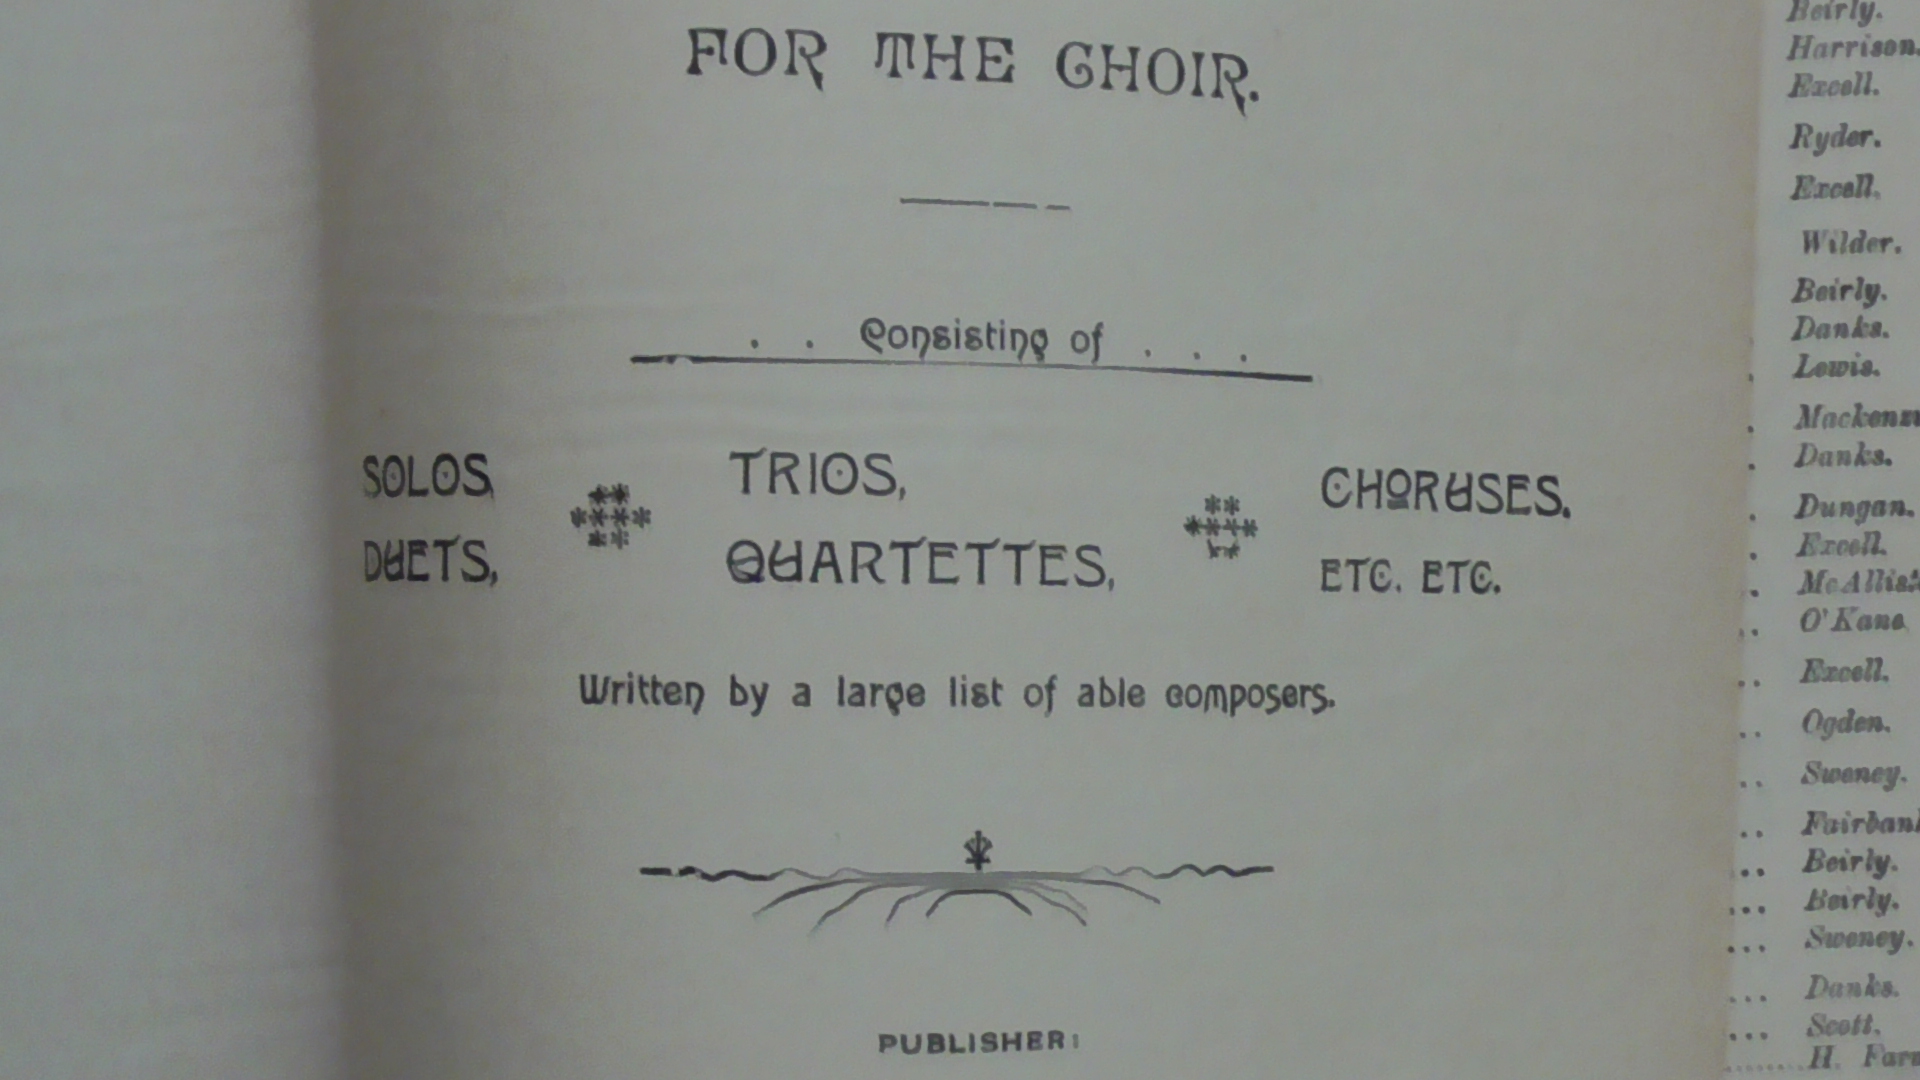 FOR THE CHOIR.
. . Consisting of . . .
SOLOS, TRIOS, CHORUSES.
DUETS, QUARTETTES, ETC. ETC.
Written by a large list of able composers.
PUBLISHER:
Beirly.
Harrison.
Excell.
Ryder.
Excell.
Wilder.
Beirly.
Danks.
Lewis.
Danks.
Dungan.
Excell.
O'Kane
Excell.
Ogden.
Sweney.
Beirly.
Beirly.
Sweney.
Danks.
Scott.
H.